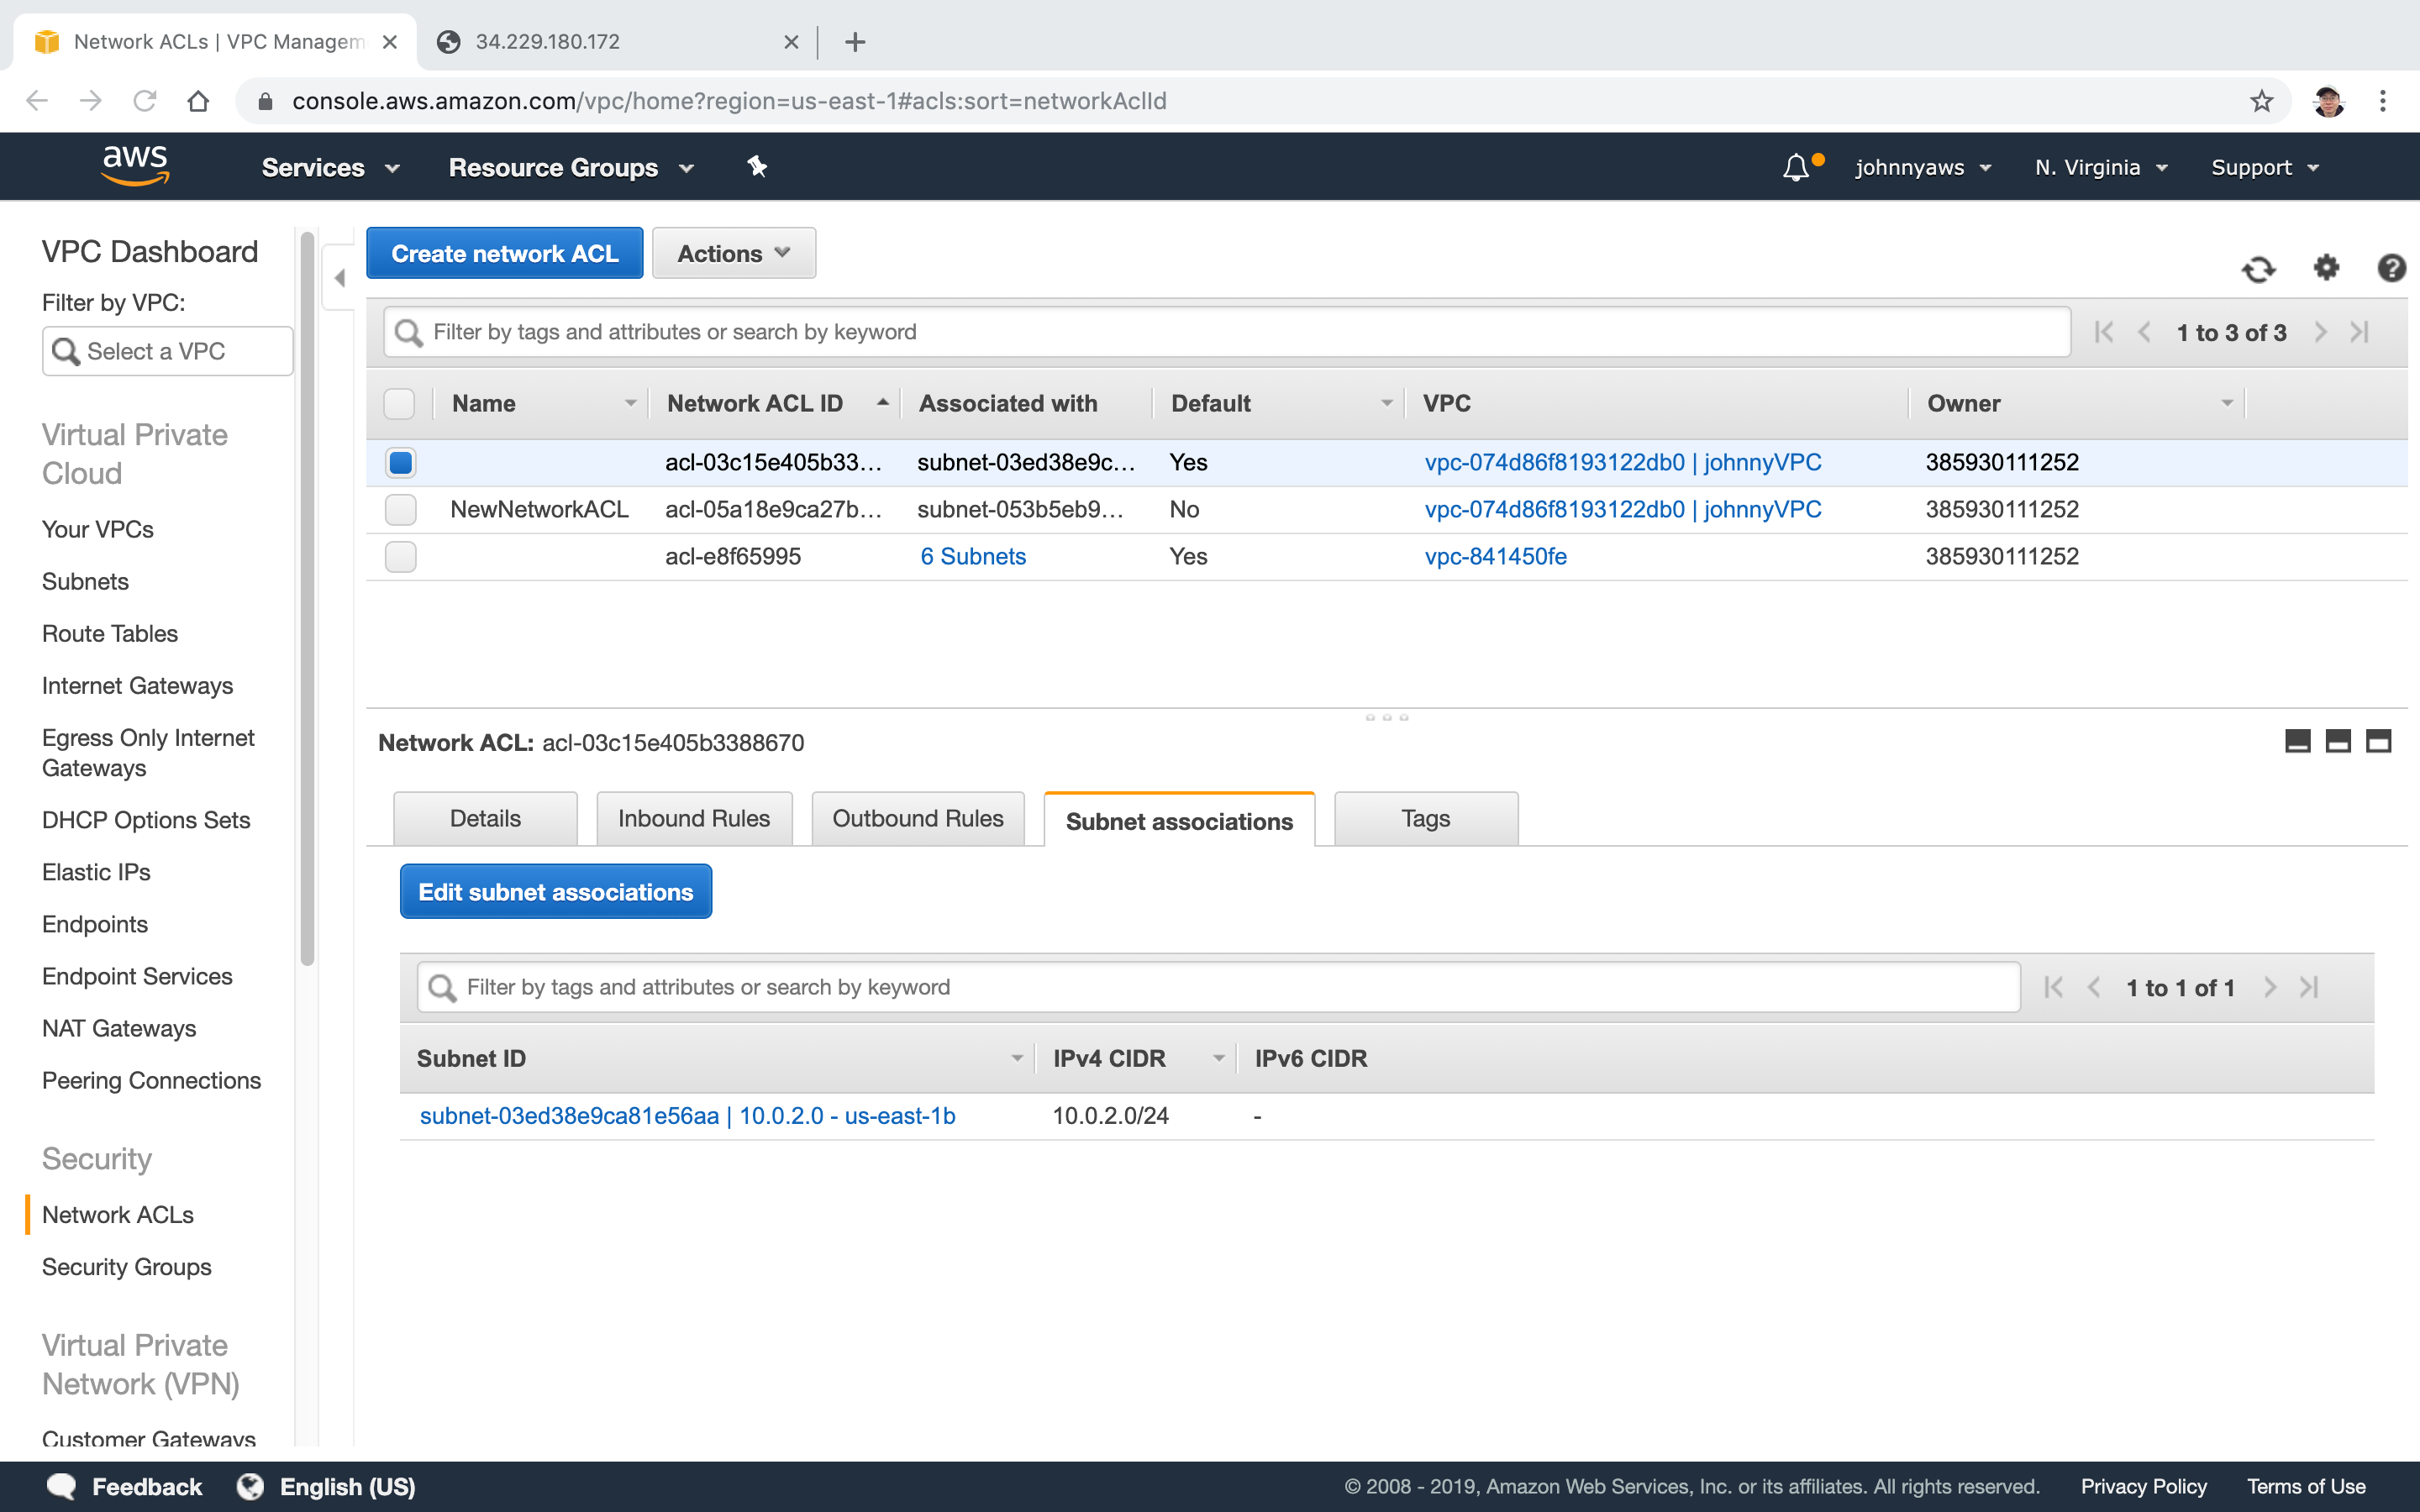 Network ACLs | VPC Managem
34.229.180.172
console.aws.amazon.com/vpc/home?region=us-east-1#acls:sort=networkAclId
aws
Services
Resource Groups
johnnyaws
N. Virginia
Support
VPC Dashboard
Filter by VPC:
Select a VPC
Virtual Private
Cloud
Your VPCs
Subnets
Route Tables
Internet Gateways
Egress Only Internet
Gateways
DHCP Options Sets
Elastic IPs
Endpoints
Endpoint Services
NAT Gateways
Peering Connections
Security
Network ACLs
Security Groups
Virtual Private
Network (VPN)
Customer Gateways
Create network ACL
Actions
Filter by tags and attributes or search by keyword
1 to 3 of 3
Name Network ACL ID Associated with Default VPC Owner
acl-03c15e405b33... subnet-03ed38e9c... Yes vpc-074d86f8193122db0 | johnnyVPC 385930111252
NewNetworkACL acl-05a18e9ca27b... subnet-053b5eb9... No vpc-074d86f8193122db0 | johnnyVPC 385930111252
acl-e8f65995 6 Subnets Yes vpc-841450fe 385930111252
Network ACL: acl-03c15e405b3388670
Details
Inbound Rules
Outbound Rules
Subnet associations
Tags
Edit subnet associations
Filter by tags and attributes or search by keyword
1 to 1 of 1
Subnet ID IPv4 CIDR IPv6 CIDR
subnet-03ed38e9ca81e56aa | 10.0.2.0 - us-east-1b 10.0.2.0/24 -
Feedback
English (US)
© 2008 - 2019, Amazon Web Services, Inc. or its affiliates. All rights reserved.
Privacy Policy
Terms of Use